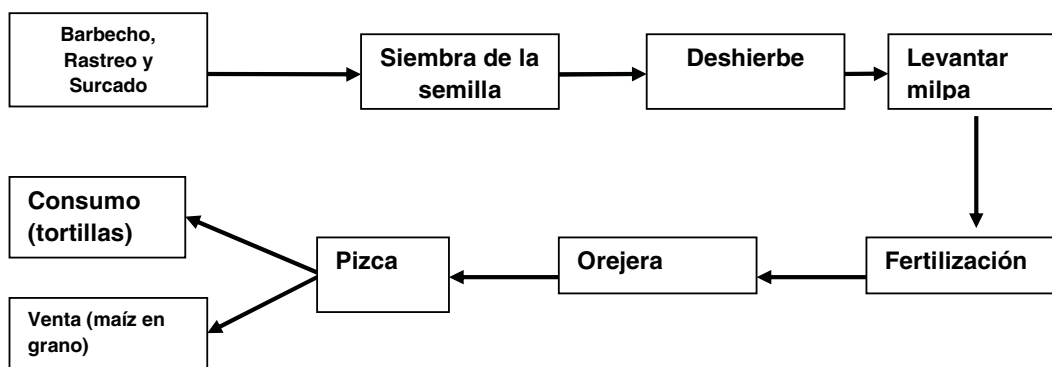 Barbecho,
Rastreo y
Surcado
Siembra de la
semilla
Deshierbe
Levantar
milpa
Fertilización
Orejera
Pizca
Consumo
(tortillas)
Venta (maíz en
grano)